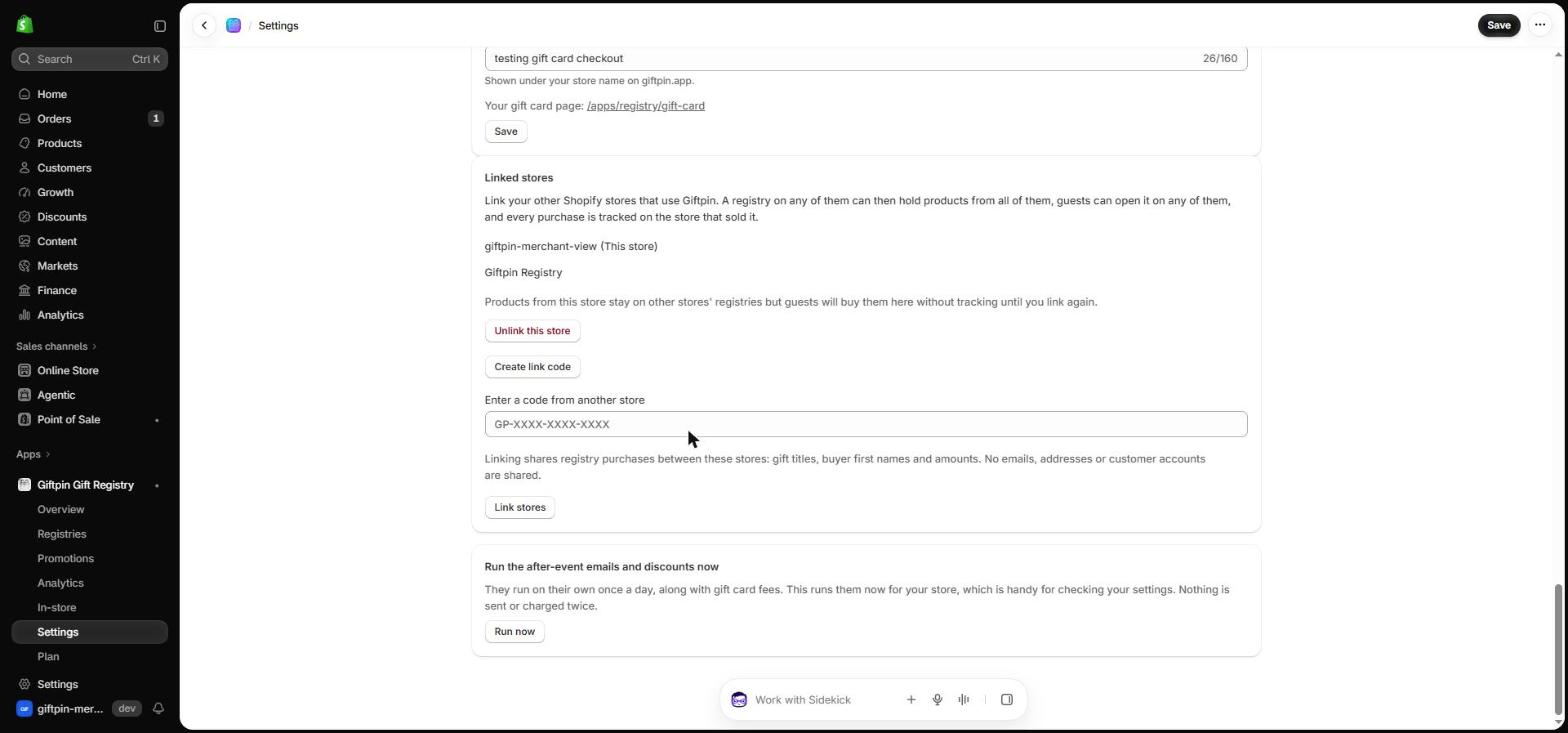 Settings
Save
Search
Ctrl K
Home
Orders
1
Products
Customers
Growth
Discounts
Content
Markets
Finance
Analytics
Sales channels
Online Store
Agentic
Point of Sale
Apps
Giftpin Gift Registry
Overview
Registries
Promotions
Analytics
In-store
Settings
Plan
Settings
giftpin-mer...
dev
testing gift card checkout
26/160
Shown under your store name on giftpin.app.
Your gift card page: /apps/registry/gift-card
Save
Linked stores
Link your other Shopify stores that use Giftpin. A registry on any of them can then hold products from all of them, guests can open it on any of them,
and every purchase is tracked on the store that sold it.
giftpin-merchant-view (This store)
Giftpin Registry
Products from this store stay on other stores' registries but guests will buy them here without tracking until you link again.
Unlink this store
Create link code
Enter a code from another store
GP-XXXX-XXXX-XXXX
Linking shares registry purchases between these stores: gift titles, buyer first names and amounts. No emails, addresses or customer accounts
are shared.
Link stores
Run the after-event emails and discounts now
They run on their own once a day, along with gift card fees. This runs them now for your store, which is handy for checking your settings. Nothing is
sent or charged twice.
Run now
Work with Sidekick